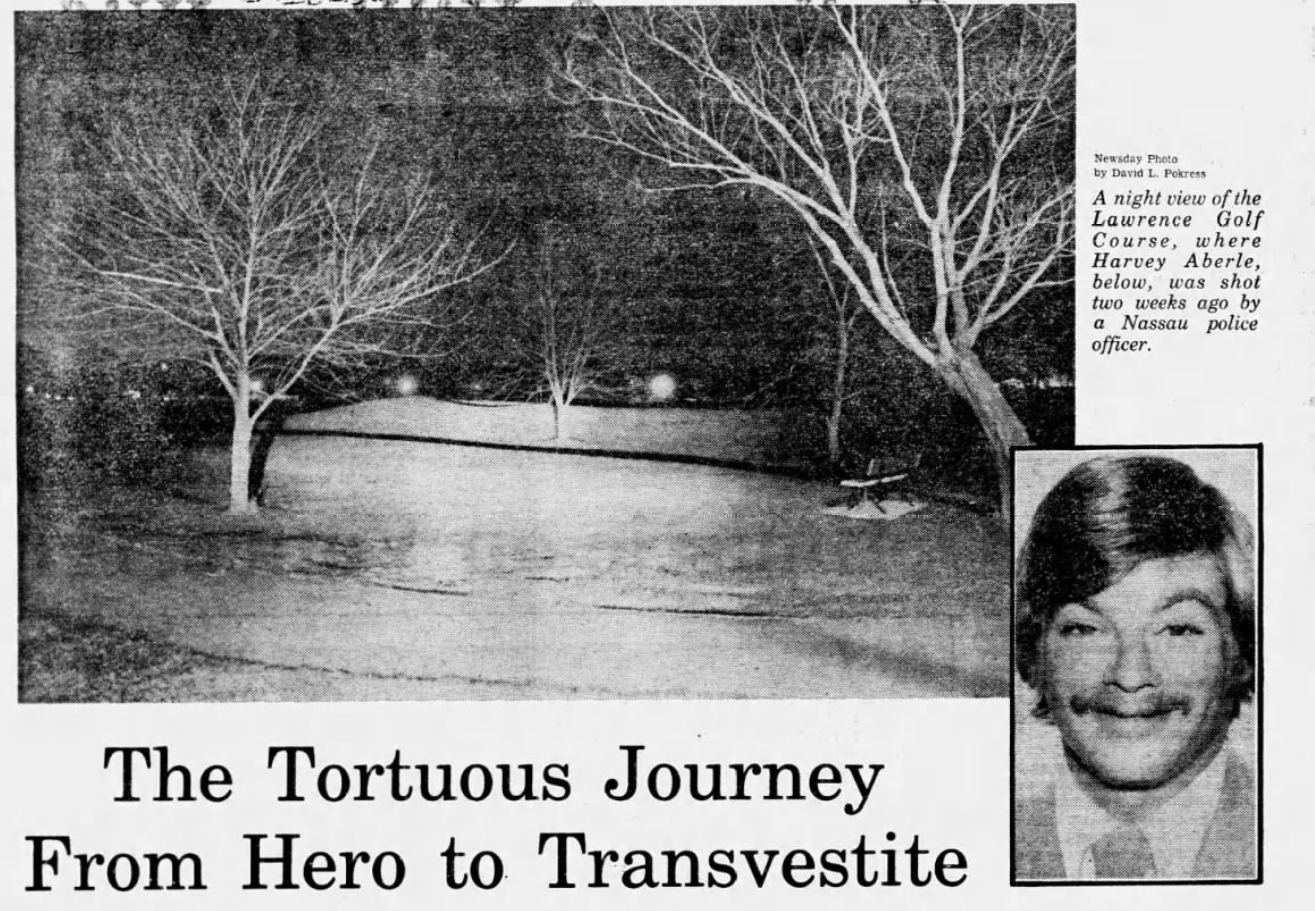 Newsday Photo
by David L. Pokress
A night view of the
Lawrence Golf
Course, where
Harvey Aberle,
below, was shot
two weeks ago by
a Nassau police
officer.
The Tortuous Journey
From Hero to Transvestite